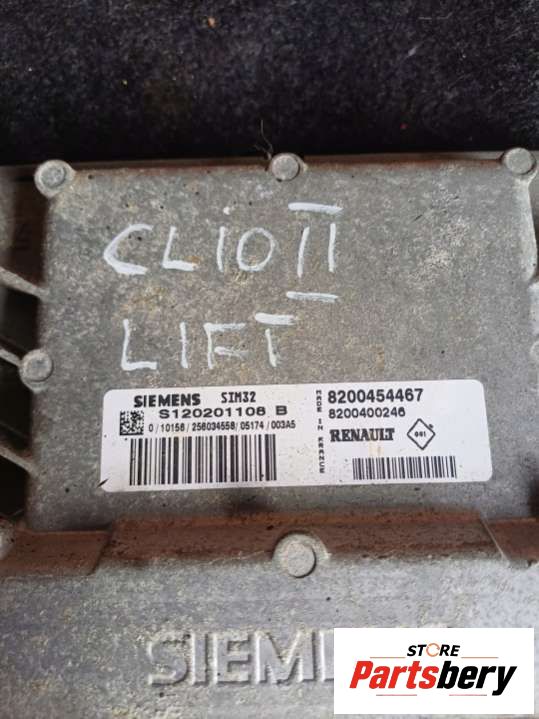 CLIO II
LIFT
SIEMENS SIM32
S120201106 B
0/10156/256034558/05174/003A5
MADE IN FRANCE
8200454467
8200400246
RENAULT
SIEM
STORE
Partsbery